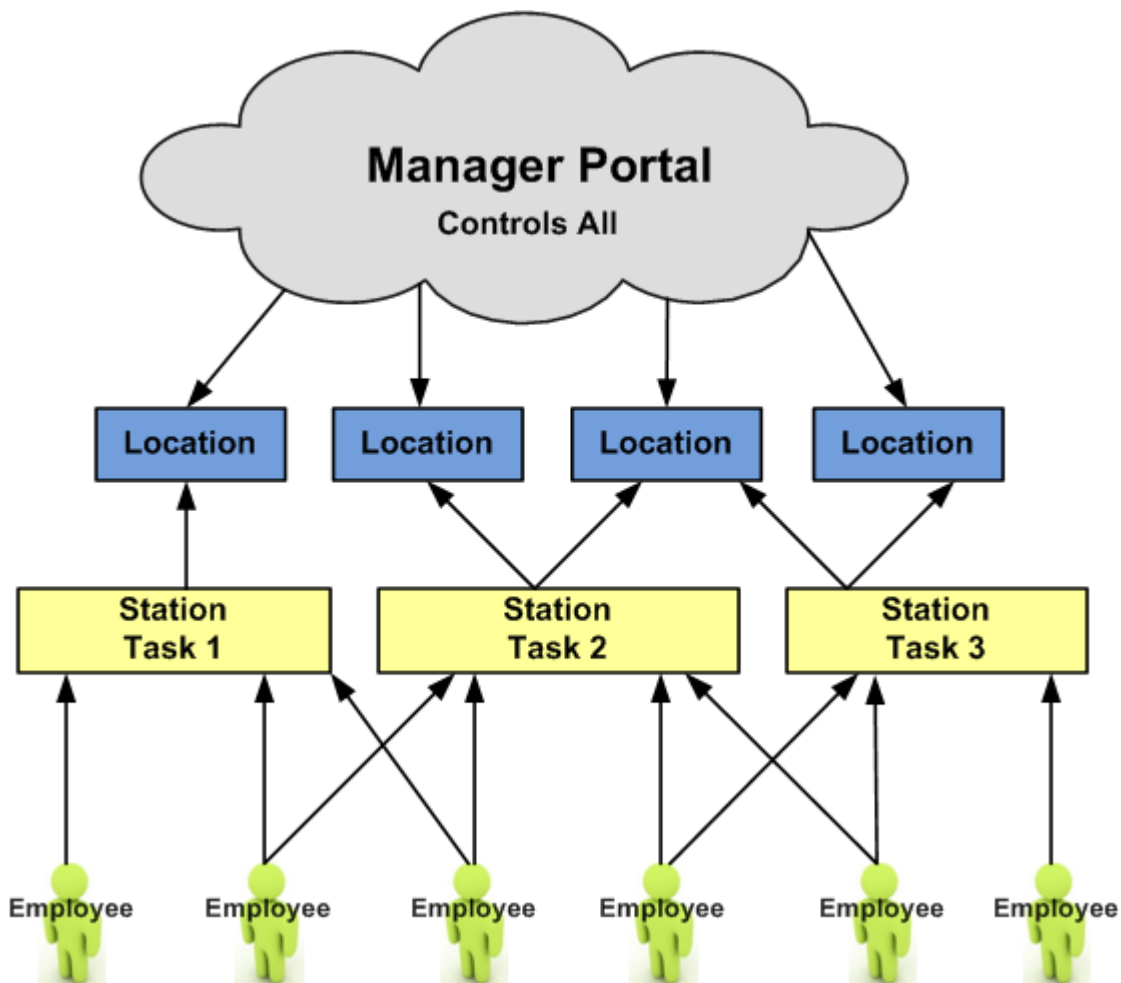 Manager Portal
Controls All
Location
Location
Location
Location
Station
Task 1
Station
Task 2
Station
Task 3
Employee
Employee
Employee
Employee
Employee
Employee